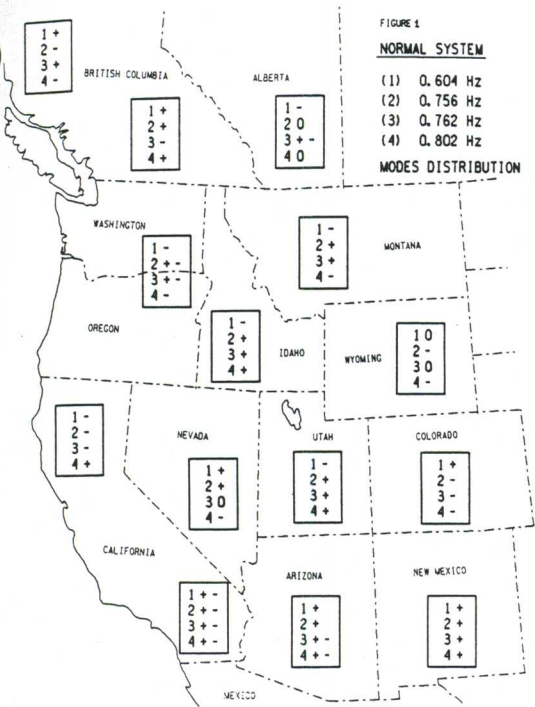 FIGURE 1
NORMAL SYSTEM
(1) 0.604 Hz
(2) 0.756 Hz
(3) 0.762 Hz
(4) 0.802 Hz
MODES DISTRIBUTION
1 +
2 -
3 +
4 -
BRITISH COLUMBIA
1 +
2 +
3 -
4 +
ALBERTA
1 -
2 0
3 + -
4 0
WASHINGTON
1 -
2 + -
3 + -
4 -
MONTANA
1 -
2 +
3 +
4 -
OREGON
1 -
2 +
3 +
4 +
IDAHO
WYOMING
1 0
2 -
3 0
4 -
1 -
2 -
3 -
4 +
NEVADA
1 +
2 +
3 0
4 -
UTAH
1 -
2 +
3 +
4 +
COLORADO
1 +
2 -
3 -
4 -
CALIFORNIA
1 + -
2 + -
3 + -
4 + -
ARIZONA
1 +
2 +
3 + -
4 + -
NEW MEXICO
1 +
2 +
3 +
4 +
MEXICO